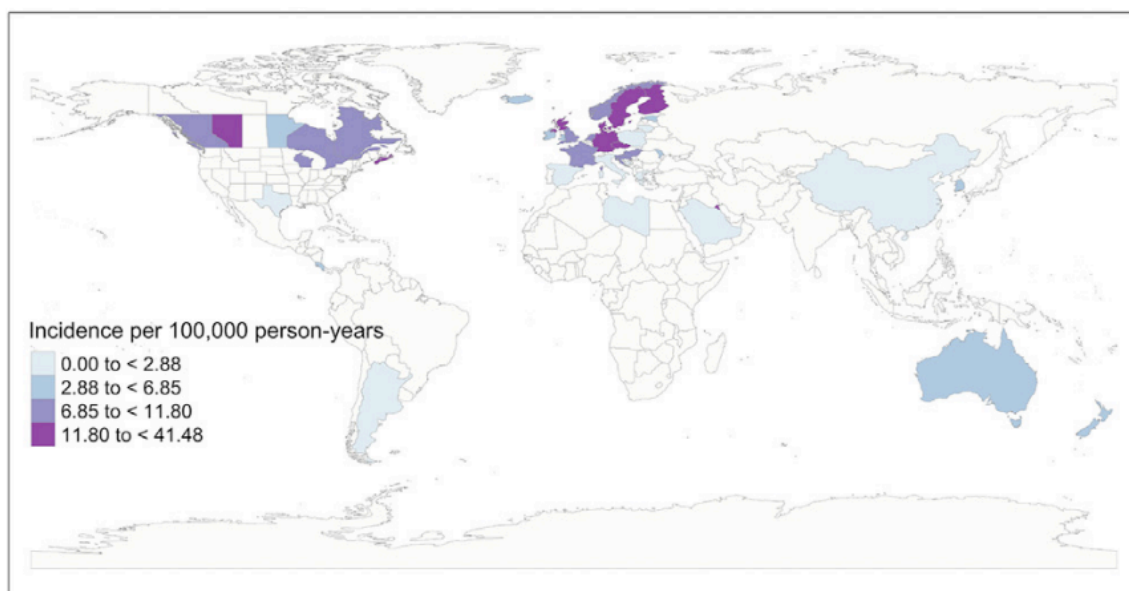 Incidence per 100,000 person-years
0.00 to < 2.88
2.88 to < 6.85
6.85 to < 11.80
11.80 to < 41.48